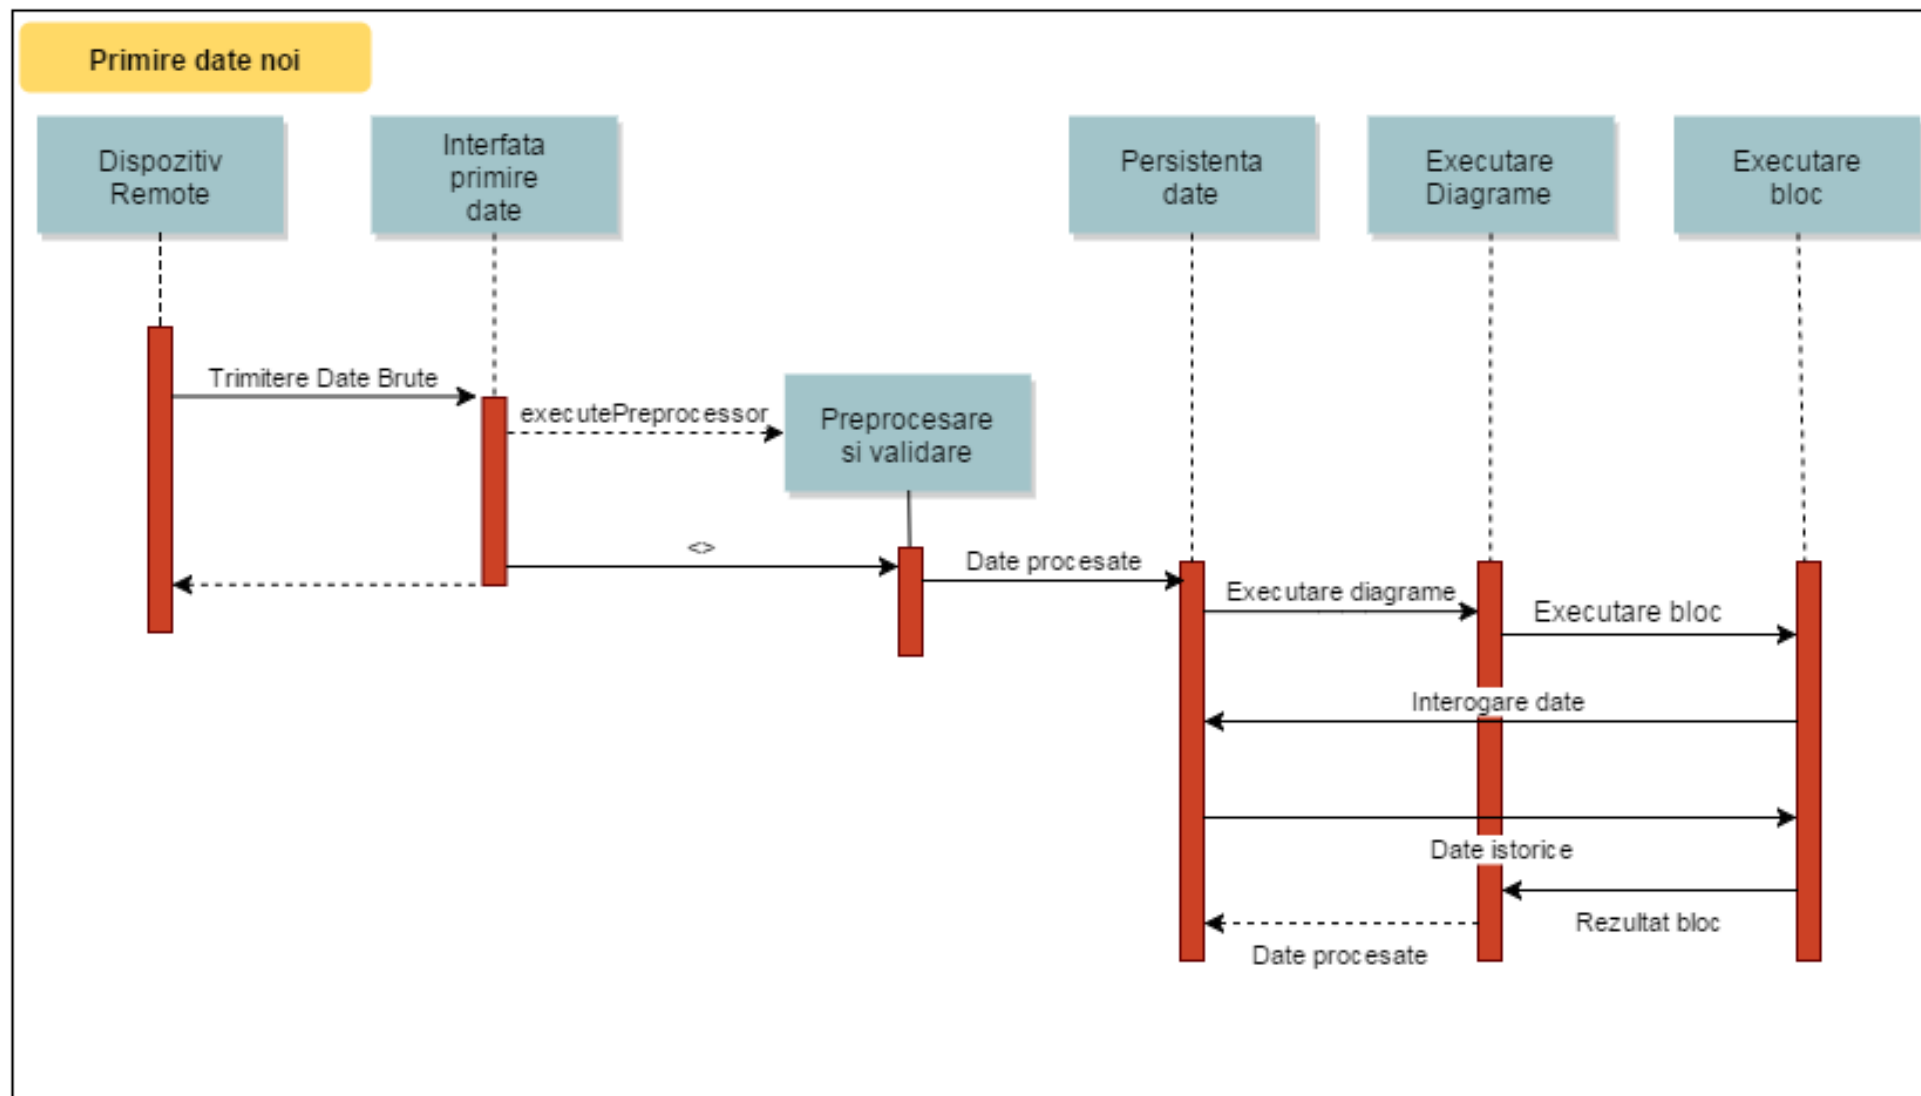 Primire date noi
Dispozitiv
Remote
Interfata
primire
date
Persistenta
date
Executare
Diagrame
Executare
bloc
Trimitere Date Brute
executePreprocessor
Preprocesare
si validare
<>
Date procesate
Executare diagrame
Executare bloc
Interogare date
Date istorice
Rezultat bloc
Date procesate